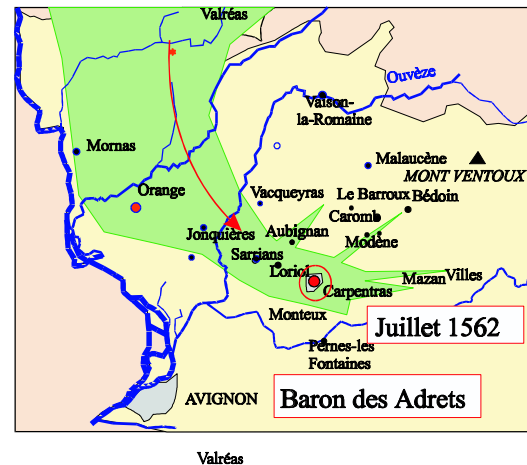 Valréas
Ouvèze
Vaison-
la-Romaine
Mornas
Malaucène
MONT VENTOUX
Orange
Vacqueyras
Le Barroux
Bédoin
Caromb
Jonquières
Aubignan
Modène
Sarrians
Loriol
Mazan
Villes
Carpentras
Monteux
Juillet 1562
Pernes-les
Fontaines
AVIGNON
Baron des Adrets
Valréas